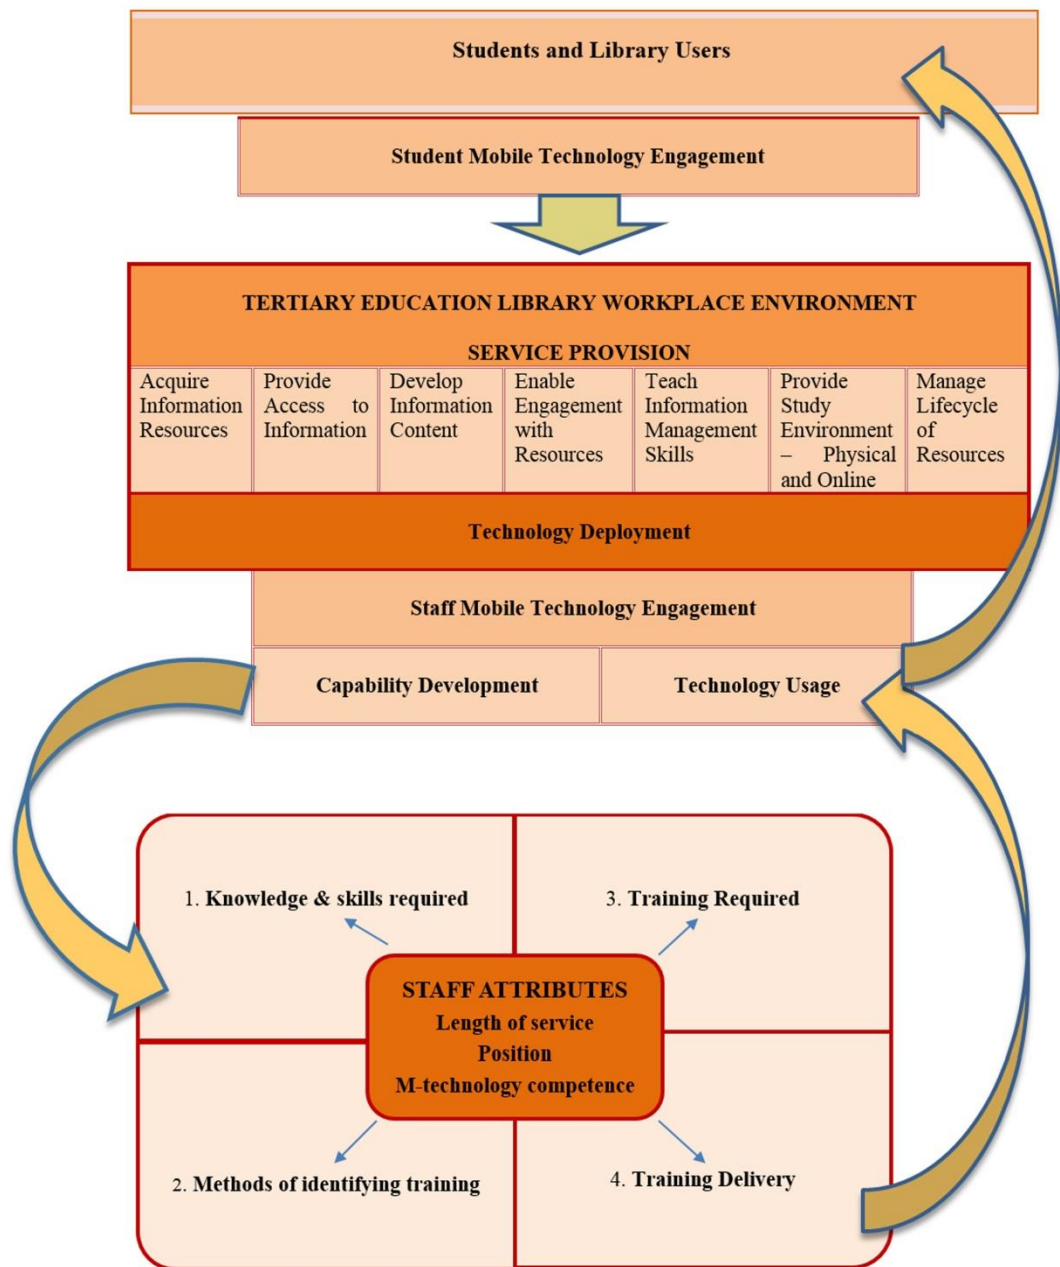 Students and Library Users
Student Mobile Technology Engagement
TERTIARY EDUCATION LIBRARY WORKPLACE ENVIRONMENT
SERVICE PROVISION
Acquire
Information
Resources
Provide
Access to
Information
Develop
Information
Content
Enable
Engagement
with
Resources
Teach
Information
Management
Skills
Provide
Study
Environment
– Physical
and Online
Manage
Lifecycle
of
Resources
Technology Deployment
Staff Mobile Technology Engagement
Capability Development
Technology Usage
1. Knowledge & skills required
3. Training Required
STAFF ATTRIBUTES
Length of service
Position
M-technology competence
2. Methods of identifying training
4. Training Delivery